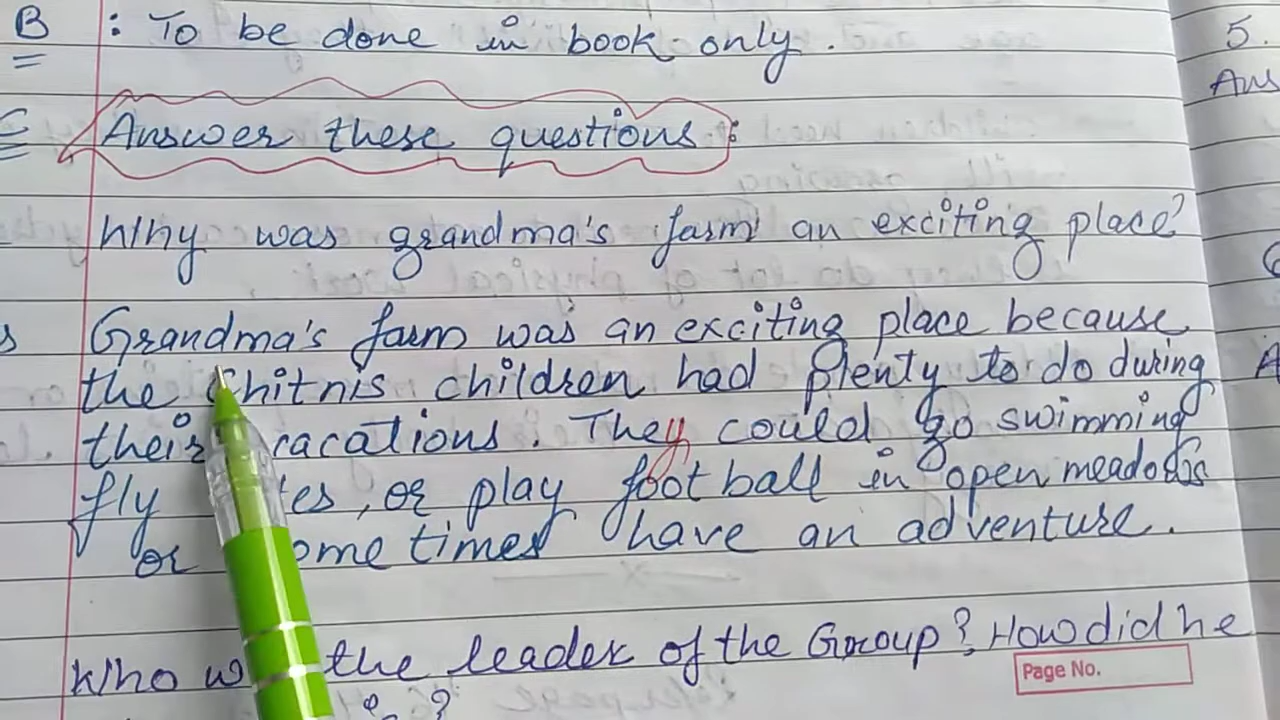 B : To be done in book only.
C Answer these questions :
Why was grandma's farm an exciting place?
Grandma's farm was an exciting place because
the Chitnis children had plenty to do during
their vacations. They could go swimming
fly , or play football in open meadows
or sometimes have an adventure.
Who the leader of the Group? How did he
Page No.
5.
Ans